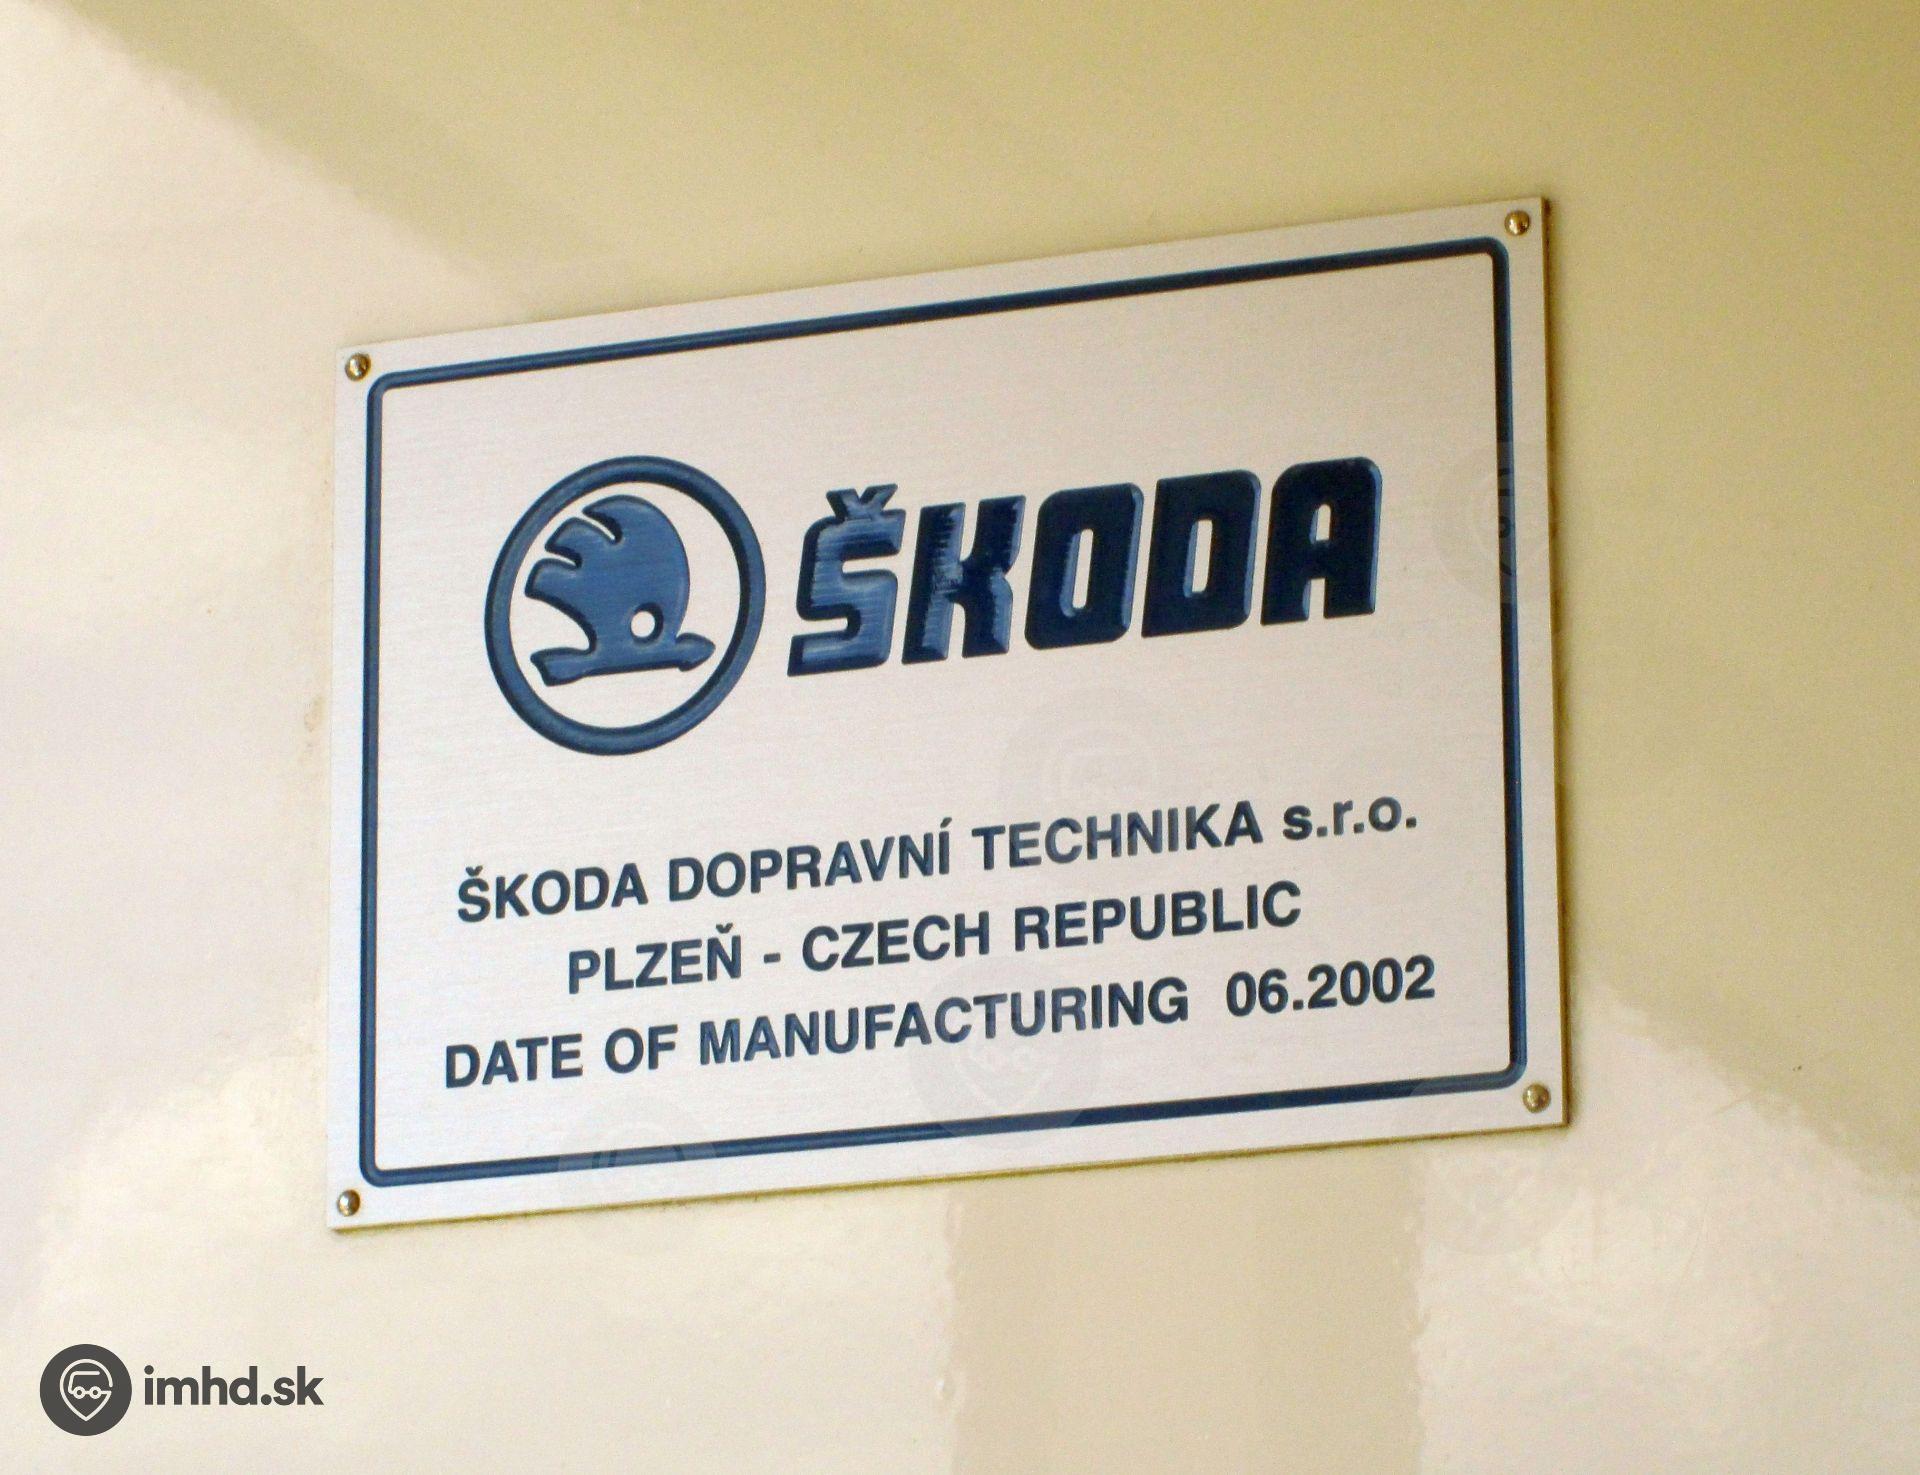 ŠKODA
ŠKODA DOPRAVNÍ TECHNIKA s.r.o.
PLZEŇ - CZECH REPUBLIC
DATE OF MANUFACTURING 06.2002
imhd.sk